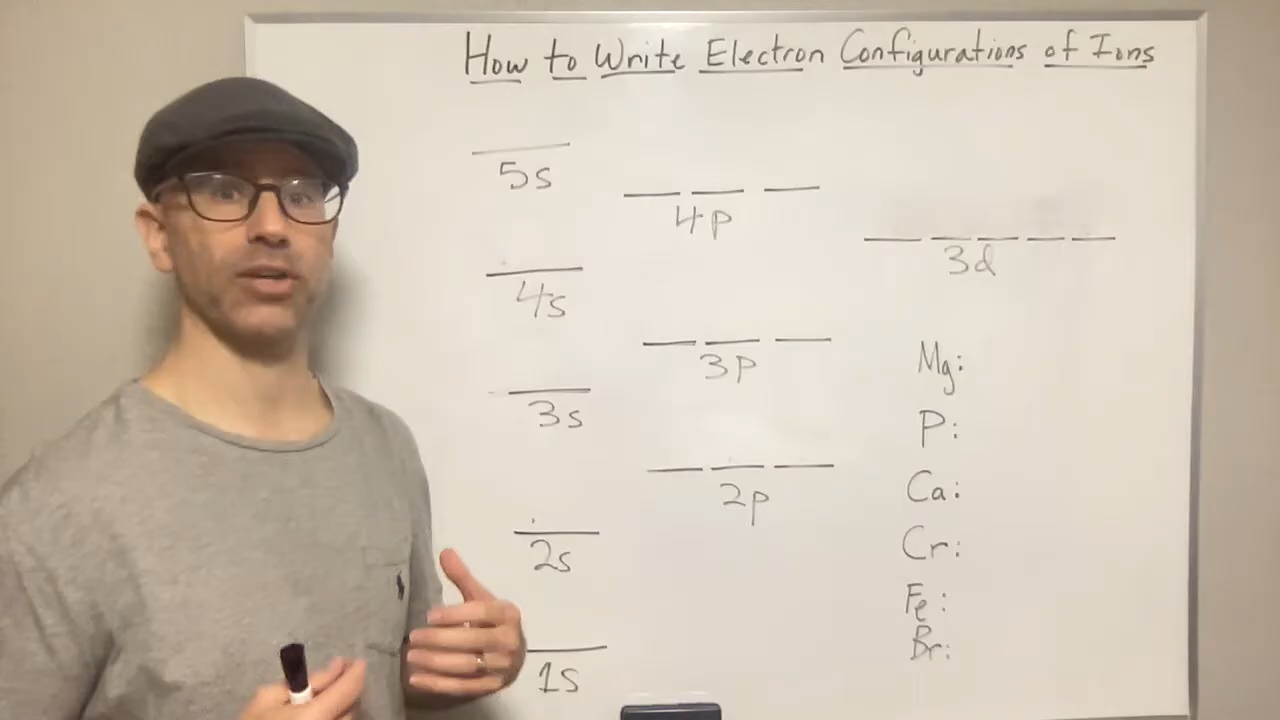 How to Write Electron Configurations of Ions
5s
4p
3d
4s
3p
3s
2p
2s
1s
Mg:
P:
Ca:
Cr:
Fe:
Br: